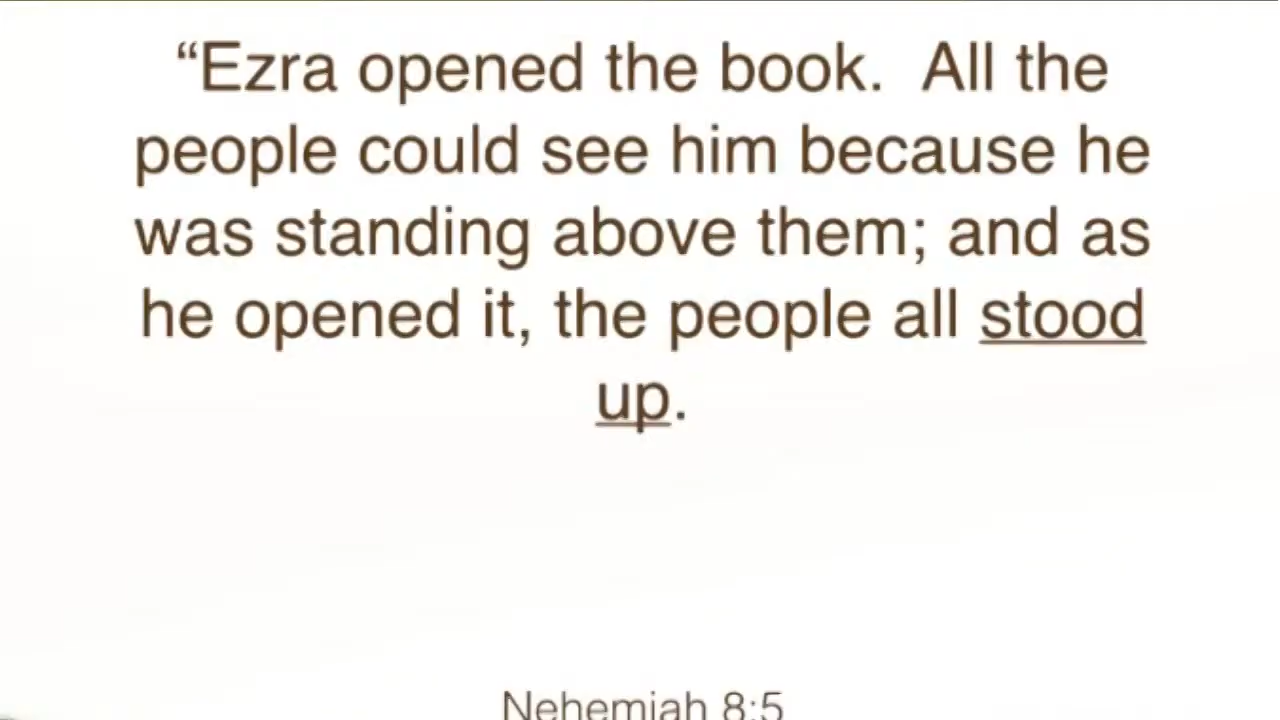 “Ezra opened the book.  All the
people could see him because he
was standing above them; and as
he opened it, the people all stood
up.
Nehemiah 8:5